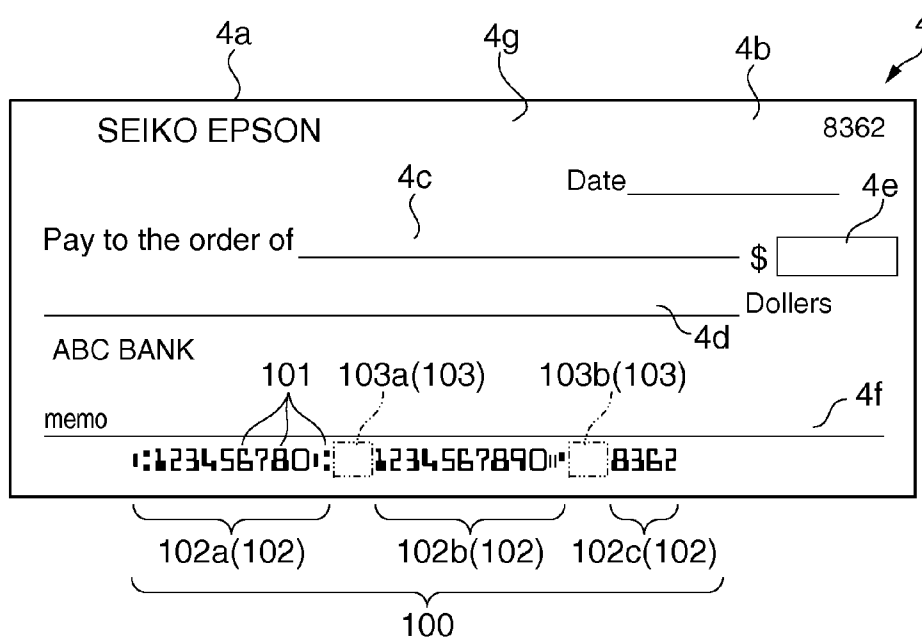 4a 4g 4b 4
SEIKO EPSON 8362
4c Date 4e
Pay to the order of $
Dollers
4d
ABC BANK
101 103a(103) 103b(103) 4f
memo
⑆123456780⑆ 1234567890⑈ 8362
102a(102) 102b(102) 102c(102)
100